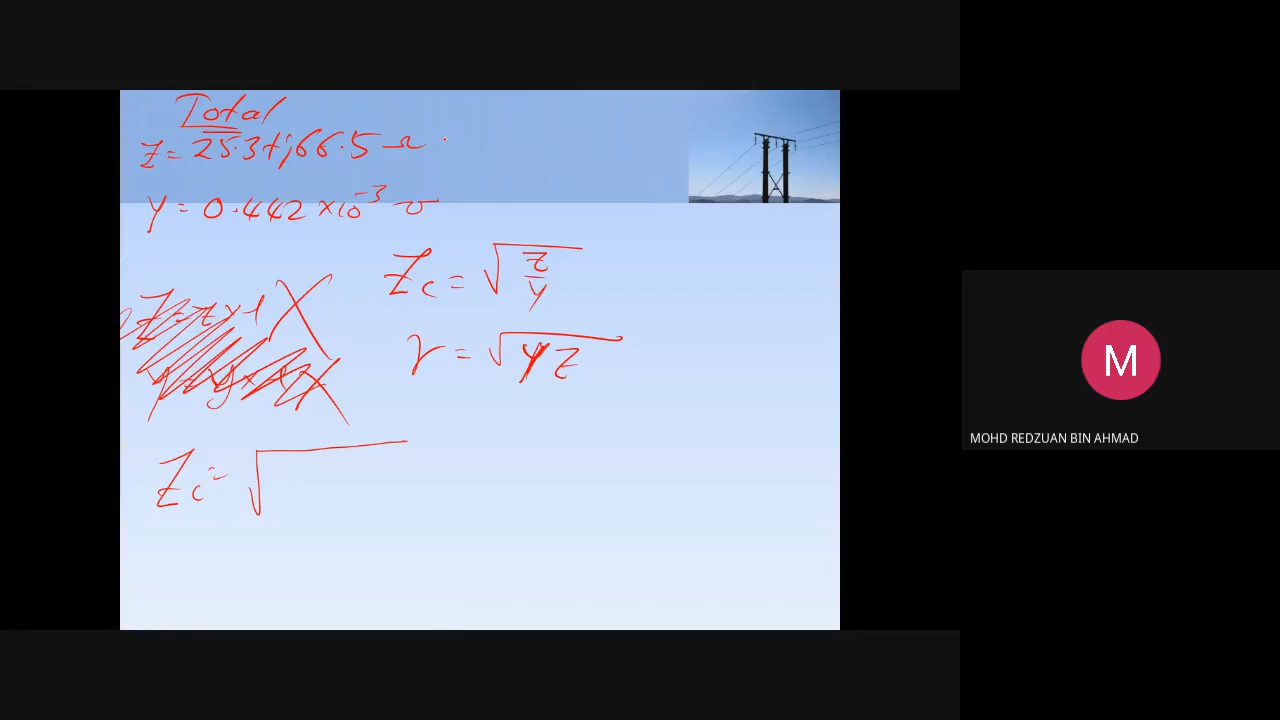 Total
Z = 25.3+j66.5 Ω
Y = 0.442 ×10⁻³ ℧
Zc = √(Z/Y)
Z = z × l
γ = √(YZ)
Zc = √
MOHD REDZUAN BIN AHMAD
M